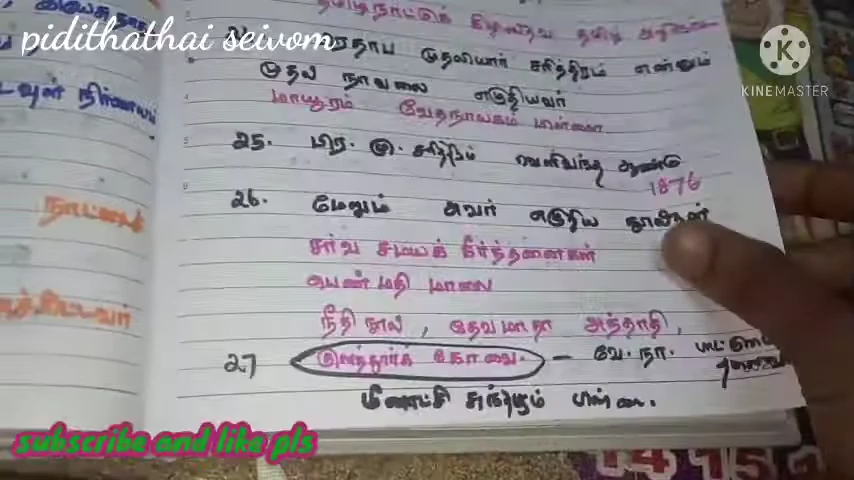 pidithathai seivom
KINEMASTER
முதலியார் சரித்திரம் என்னும்
முதல் நாவலை எழுதியவர்
மாயூரம் வேதநாயகம் பிள்ளை
25. பிர. மு. சரித்திரம் வெளிவந்த ஆண்டு
1876
26. மேலும் அவர் எழுதிய நூல்கள்
சர்வ சமயக் கீர்த்தனைகள்
பெண்மதி மாலை
நீதி நூல், தேவமாதா அந்தாதி,
27 குளத்தூர்க் கோவை. - வே. நா.
மீனாட்சி சுந்தரம் பிள்ளை.
subscribe and like pls